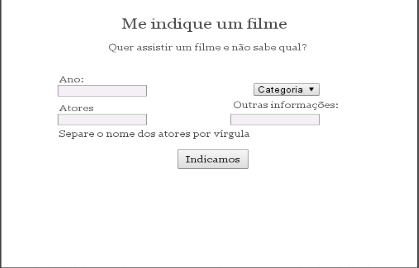 Me indique um filme
Quer assistir um filme e não sabe qual?
Ano:
Categoria ▼
Atores
Outras informações:
Separe o nome dos atores por vírgula
Indicamos